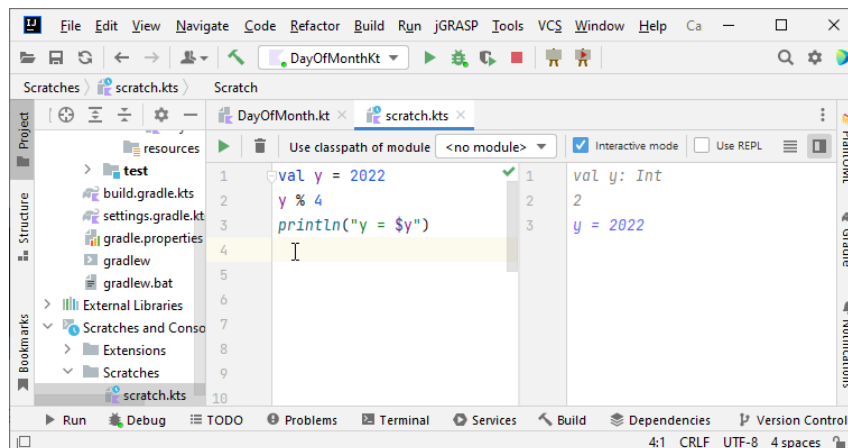 File Edit View Navigate Code Refactor Build Run jGRASP Tools VCS Window Help Ca
DayOfMonthKt
Scratches scratch.kts Scratch
Project
Structure
Bookmarks
resources
test
build.gradle.kts
settings.gradle.kt
gradle.properties
gradlew
gradlew.bat
External Libraries
Scratches and Conso
Extensions
Scratches
scratch.kts
DayOfMonth.kt scratch.kts
Use classpath of module <no module> Interactive mode Use REPL
1 val y = 2022
2 y % 4
3 println("y = $y")
4
5
6
7
8
9
10
1 val y: Int
2 2
3 y = 2022
PlantUML
Gradle
Notifications
Run Debug TODO Problems Terminal Services Build Dependencies Version Control
4:1 CRLF UTF-8 4 spaces